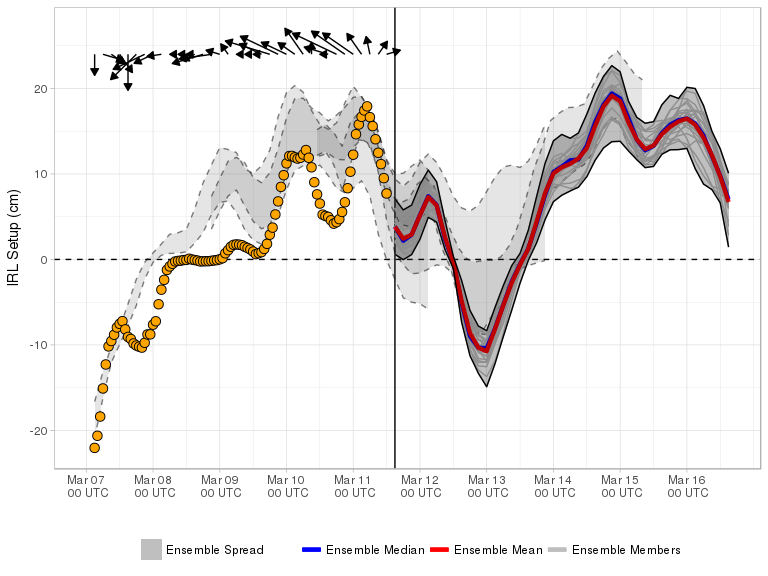 IRL Setup (cm)
20
10
0
-10
-20
Mar 07 Mar 08 Mar 09 Mar 10 Mar 11 Mar 12 Mar 13 Mar 14 Mar 15 Mar 16
00 UTC 00 UTC 00 UTC 00 UTC 00 UTC 00 UTC 00 UTC 00 UTC 00 UTC 00 UTC
Ensemble Spread Ensemble Median Ensemble Mean Ensemble Members